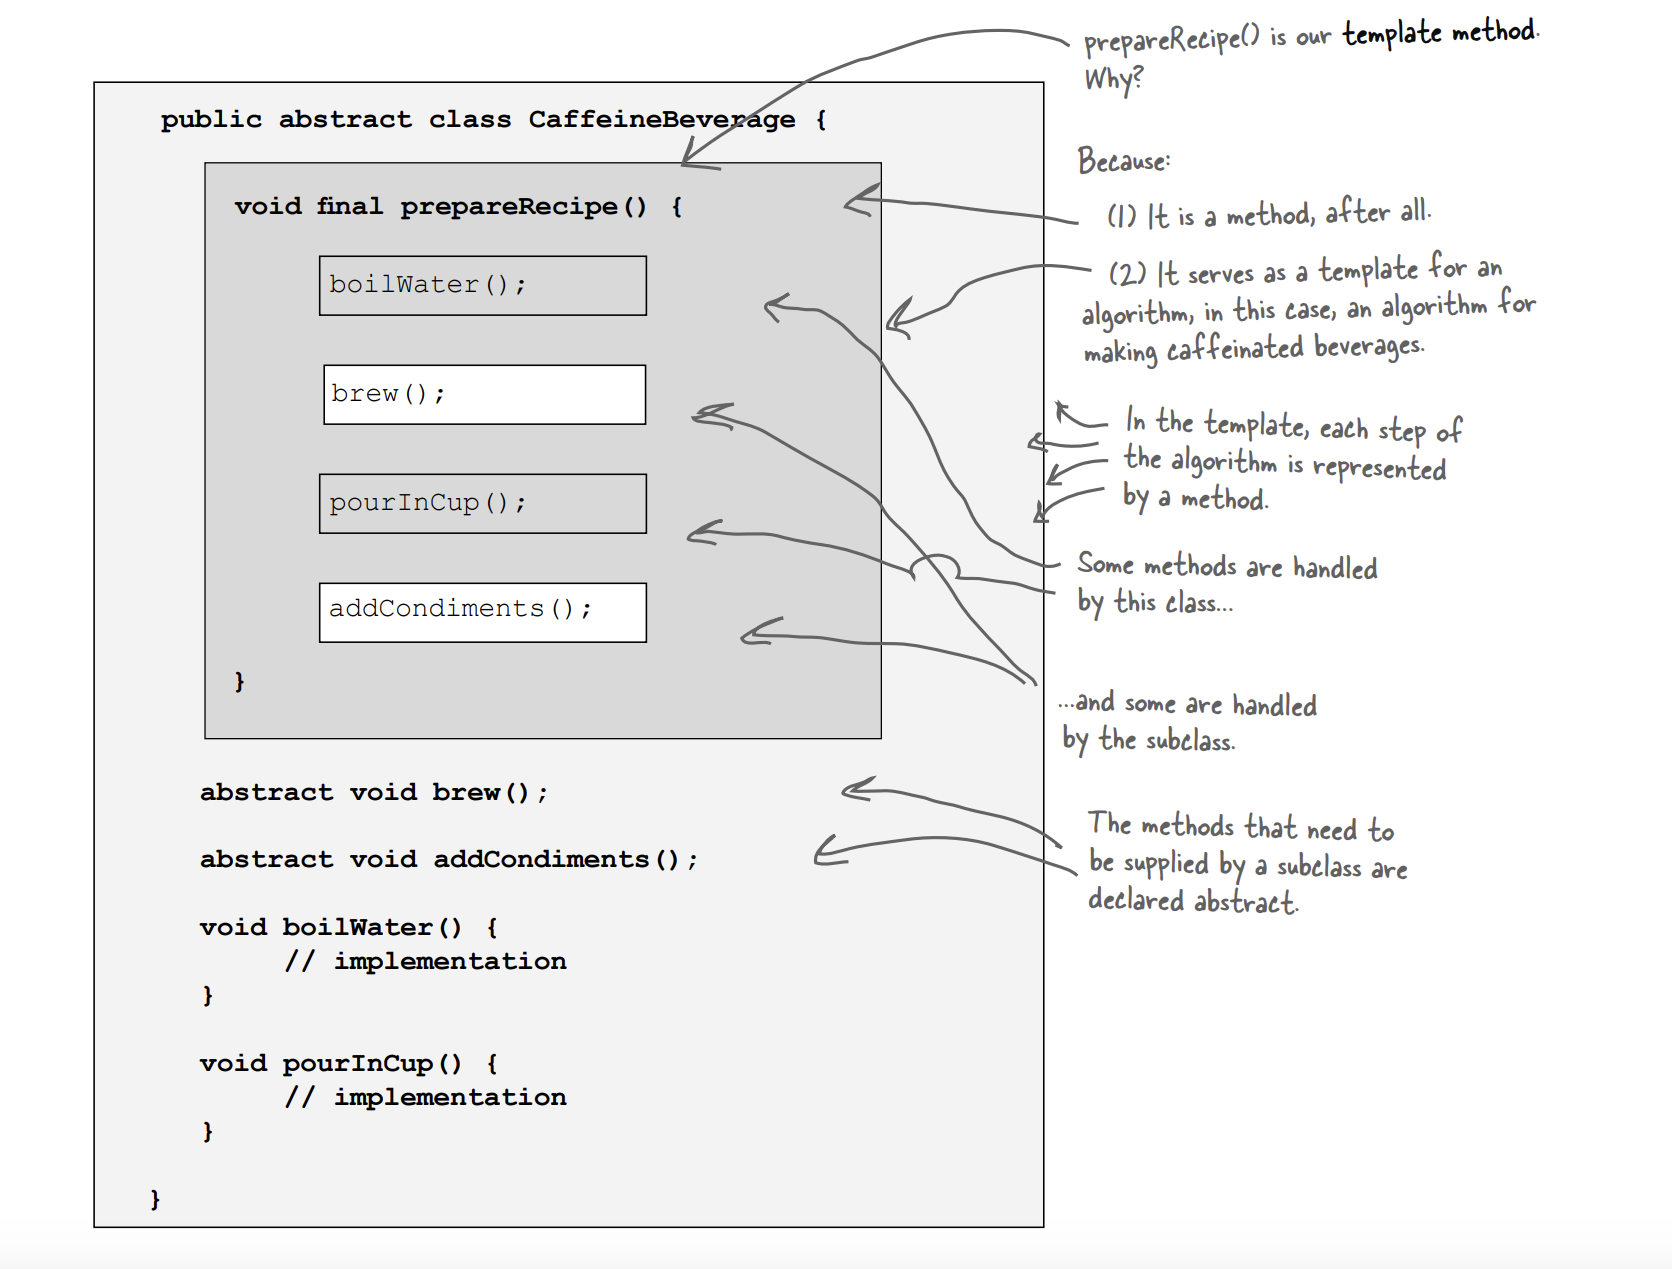 prepareRecipe() is our template method.
Why?
public abstract class CaffeineBeverage {
void final prepareRecipe() {
boilWater();
brew();
pourInCup();
addCondiments();
}
abstract void brew();
abstract void addCondiments();
void boilWater() {
// implementation
}
void pourInCup() {
// implementation
}
}
Because:
(1) It is a method, after all.
(2) It serves as a template for an
algorithm, in this case, an algorithm for
making caffeinated beverages.
In the template, each step of
the algorithm is represented
by a method.
Some methods are handled
by this class...
...and some are handled
by the subclass.
The methods that need to
be supplied by a subclass are
declared abstract.